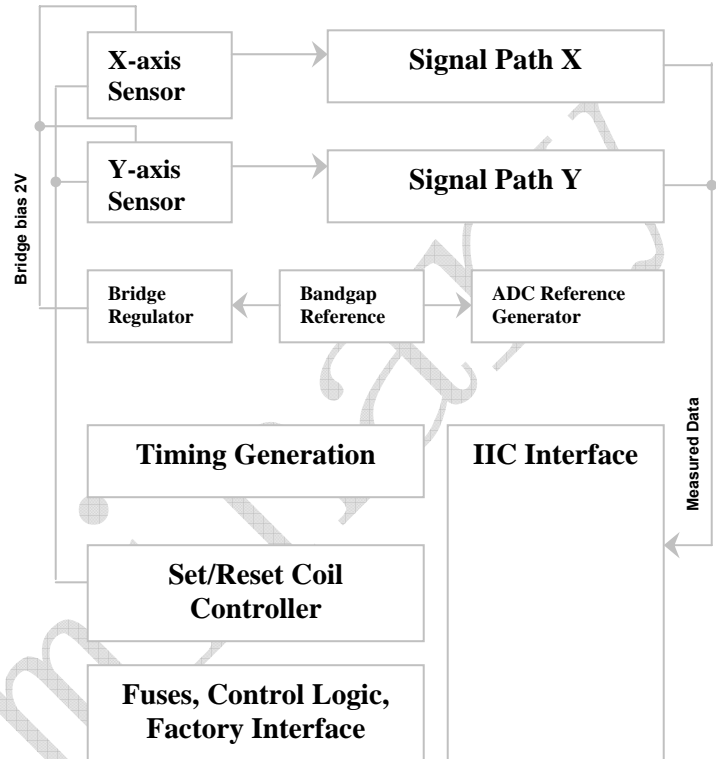 X-axis
Sensor
Signal Path X
Y-axis
Sensor
Signal Path Y
Bridge bias 2V
Bridge
Regulator
Bandgap
Reference
ADC Reference
Generator
Timing Generation
IIC Interface
Measured Data
Set/Reset Coil
Controller
Fuses, Control Logic,
Factory Interface